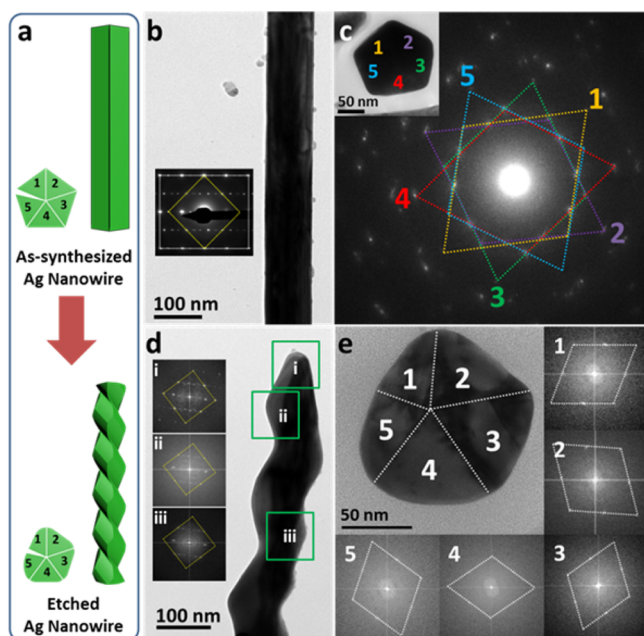 a
1 2
5 3
4
As-synthesized
Ag Nanowire
1 2
5 3
4
Etched
Ag Nanowire
b
100 nm
c
1 2
5 3
4
50 nm
5
1
4
2
3
d
i
ii
iii
i
ii
iii
100 nm
e
1 2
5 3
4
50 nm
1
2
5 4 3